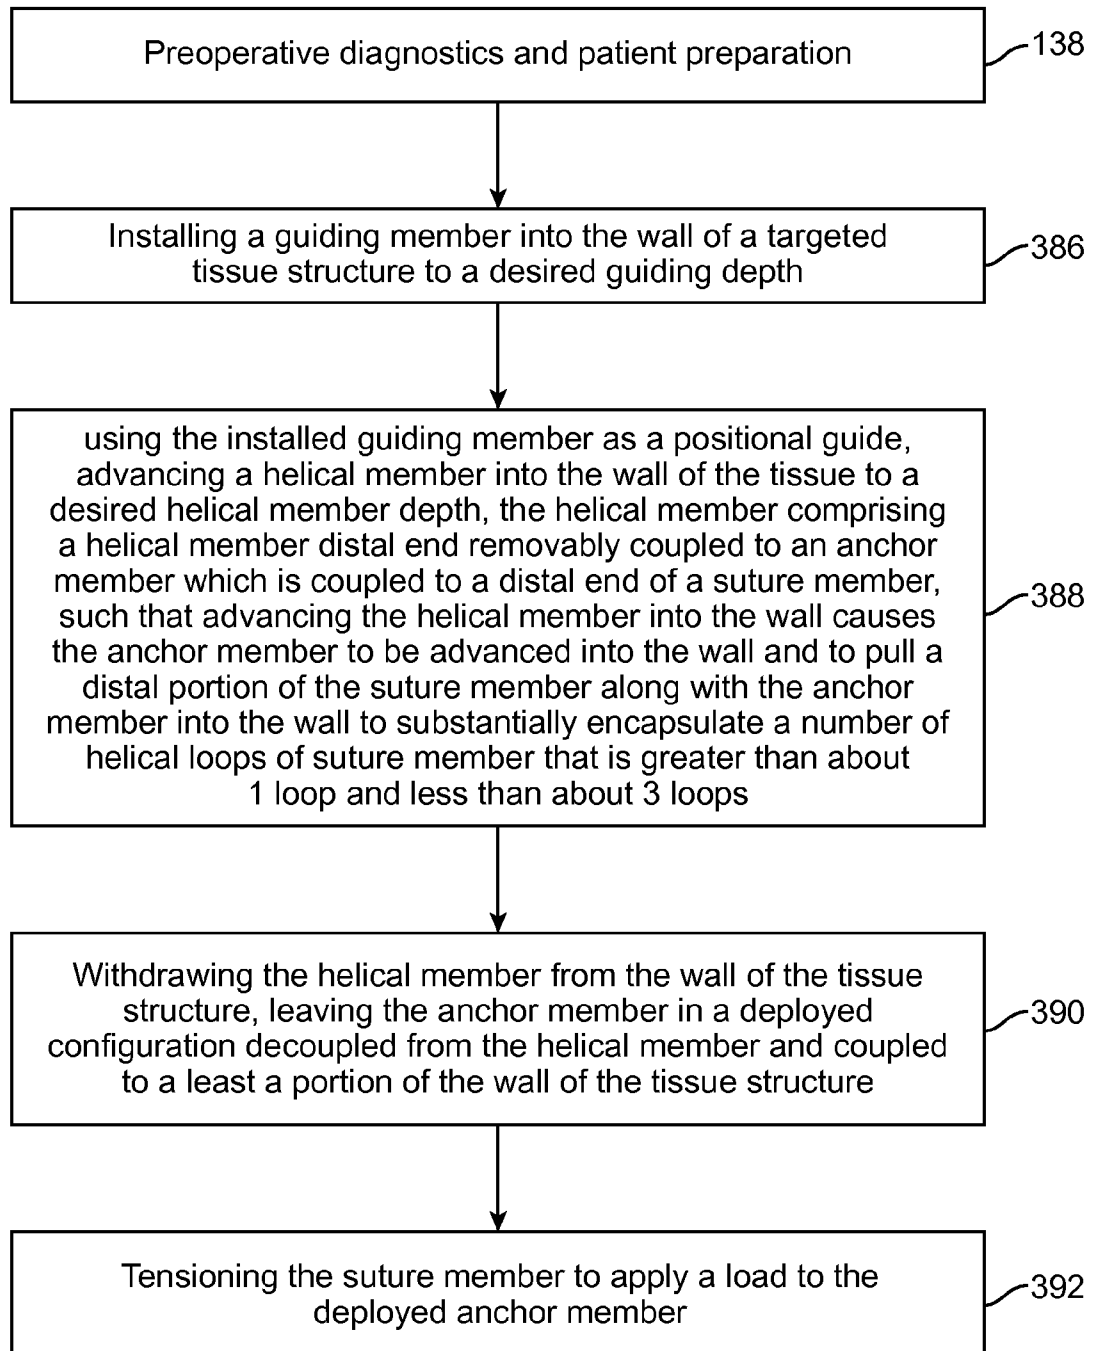 Preoperative diagnostics and patient preparation
138
Installing a guiding member into the wall of a targeted
tissue structure to a desired guiding depth
386
using the installed guiding member as a positional guide,
advancing a helical member into the wall of the tissue to a
desired helical member depth, the helical member comprising
a helical member distal end removably coupled to an anchor
member which is coupled to a distal end of a suture member,
such that advancing the helical member into the wall causes
the anchor member to be advanced into the wall and to pull a
distal portion of the suture member along with the anchor
member into the wall to substantially encapsulate a number of
helical loops of suture member that is greater than about
1 loop and less than about 3 loops
388
Withdrawing the helical member from the wall of the tissue
structure, leaving the anchor member in a deployed
configuration decoupled from the helical member and coupled
to a least a portion of the wall of the tissue structure
390
Tensioning the suture member to apply a load to the
deployed anchor member
392